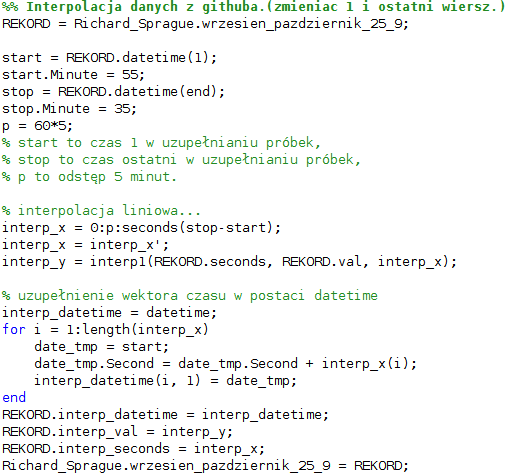 %% Interpolacja danych z githuba.(zmieniac 1 i ostatni wiersz.)
REKORD = Richard_Sprague.wrzesien_pazdziernik_25_9;
start = REKORD.datetime(1);
start.Minute = 55;
stop = REKORD.datetime(end);
stop.Minute = 35;
p = 60*5;
% start to czas 1 w uzupełnianiu próbek,
% stop to czas ostatni w uzupełnianiu próbek,
% p to odstęp 5 minut.
% interpolacja liniowa...
interp_x = 0:p:seconds(stop-start);
interp_x = interp_x';
interp_y = interp1(REKORD.seconds, REKORD.val, interp_x);
% uzupełnienie wektora czasu w postaci datetime
interp_datetime = datetime;
for i = 1:length(interp_x)
    date_tmp = start;
    date_tmp.Second = date_tmp.Second + interp_x(i);
    interp_datetime(i, 1) = date_tmp;
end
REKORD.interp_datetime = interp_datetime;
REKORD.interp_val = interp_y;
REKORD.interp_seconds = interp_x;
Richard_Sprague.wrzesien_pazdziernik_25_9 = REKORD;